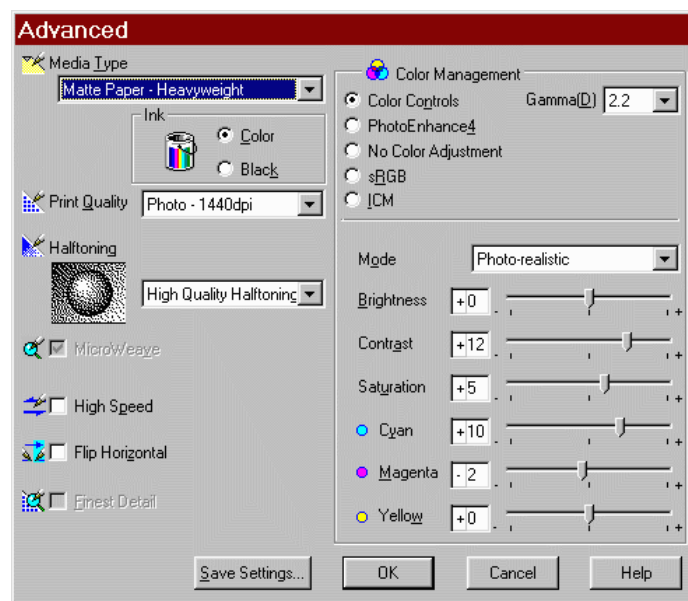 Advanced
Media Type
Matte Paper - Heavyweight
Ink
Color
Black
Print Quality
Photo - 1440dpi
Halftoning
High Quality Halftoning
MicroWeave
High Speed
Flip Horizontal
Finest Detail
Color Management
Color Controls
Gamma(D) 2.2
PhotoEnhance4
No Color Adjustment
sRGB
ICM
Mode Photo-realistic
Brightness +0 - +
Contrast +12 - +
Saturation +5 - +
Cyan +10 - +
Magenta - 2 - +
Yellow +0 - +
Save Settings... OK Cancel Help